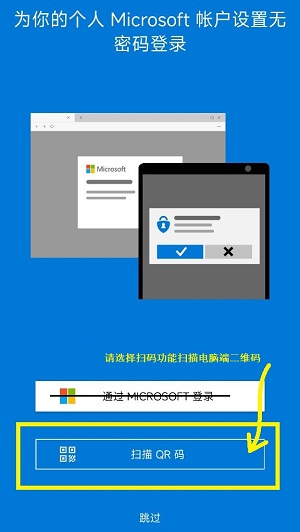 为你的个人 Microsoft 帐户设置无
密码登录
Microsoft
请选择扫码功能扫描电脑端二维码
通过 MICROSOFT 登录
扫描 QR 码
跳过